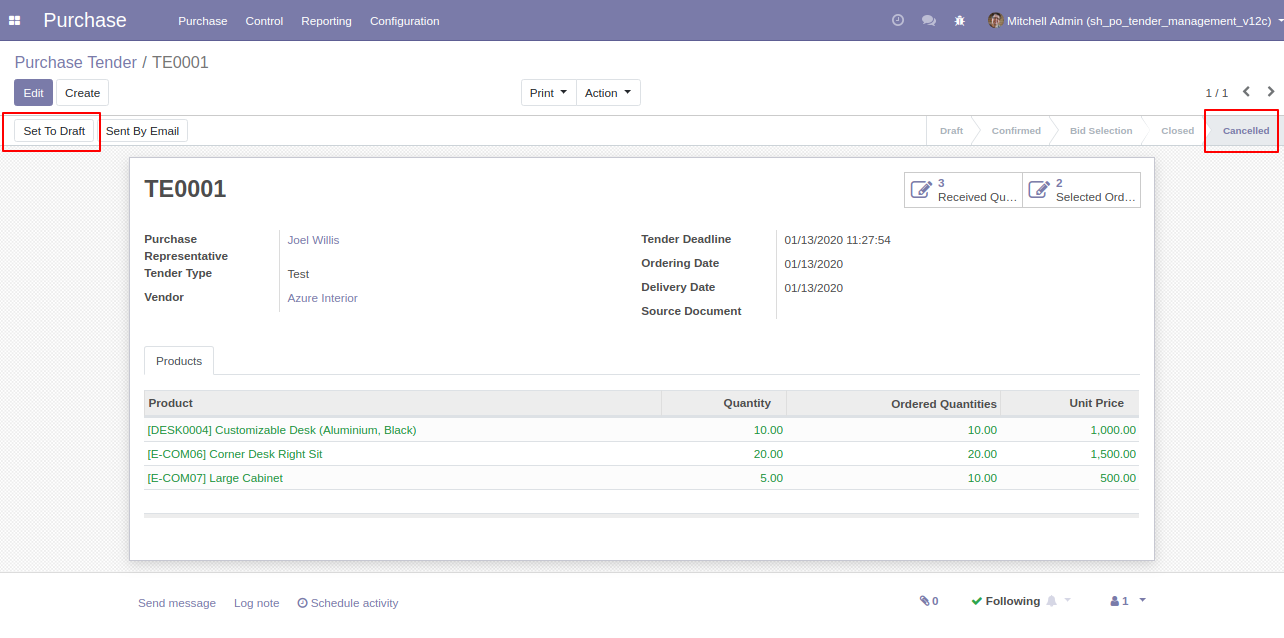 Purchase Purchase Control Reporting Configuration Mitchell Admin (sh_po_tender_management_v12c)
Purchase Tender / TE0001
Edit Create Print Action 1 / 1
Set To Draft Sent By Email Draft Confirmed Bid Selection Closed Cancelled
TE0001
3 Received Qu...
2 Selected Ord...
Purchase Representative Joel Willis
Tender Type Test
Vendor Azure Interior
Tender Deadline 01/13/2020 11:27:54
Ordering Date 01/13/2020
Delivery Date 01/13/2020
Source Document
Products
Product Quantity Ordered Quantities Unit Price
[DESK0004] Customizable Desk (Aluminium, Black) 10.00 10.00 1,000.00
[E-COM06] Corner Desk Right Sit 20.00 20.00 1,500.00
[E-COM07] Large Cabinet 5.00 10.00 500.00
Send message Log note Schedule activity 0 Following 1